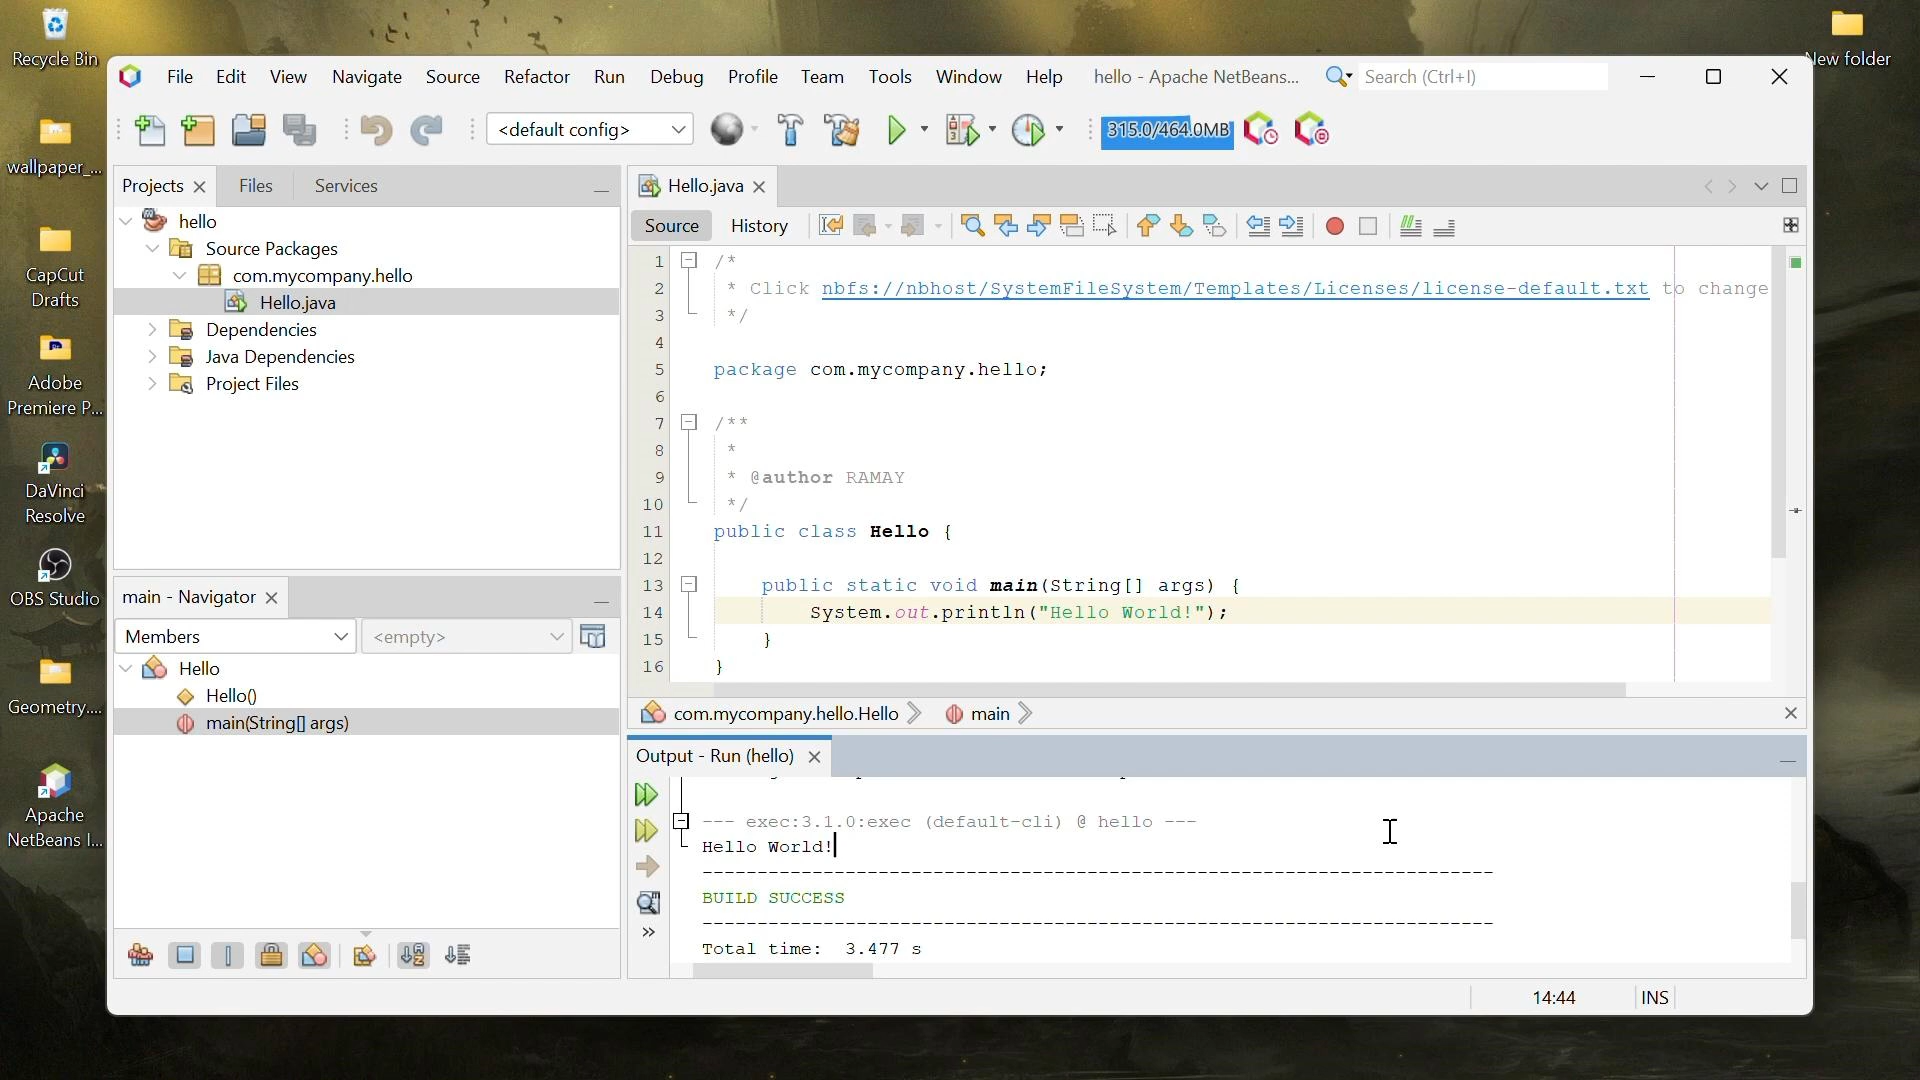 Recycle Bin
wallpaper_...
CapCut
Drafts
Adobe
Premiere P...
DaVinci
Resolve
OBS Studio
Geometry....
Apache
NetBeans I...
New folder
File Edit View Navigate Source Refactor Run Debug Profile Team Tools Window Help hello - Apache NetBeans... Search (Ctrl+I)
<default config> 315.0/464.0MB
Projects Files Services
hello
Source Packages
com.mycompany.hello
Hello.java
Dependencies
Java Dependencies
Project Files
main - Navigator
Members <empty>
Hello
Hello()
main(String[] args)
Hello.java
Source History
1 /*
2 * Click nbfs://nbhost/SystemFileSystem/Templates/Licenses/license-default.txt to change
3 */
4
5 package com.mycompany.hello;
6
7 /**
8 *
9 * @author RAMAY
10 */
11 public class Hello {
12
13 public static void main(String[] args) {
14 System.out.println("Hello World!");
15 }
16 }
com.mycompany.hello.Hello main
Output - Run (hello)
--- exec:3.1.0:exec (default-cli) @ hello ---
Hello World!
------------------------------------------------------------------------
BUILD SUCCESS
------------------------------------------------------------------------
Total time: 3.477 s
14:44 INS